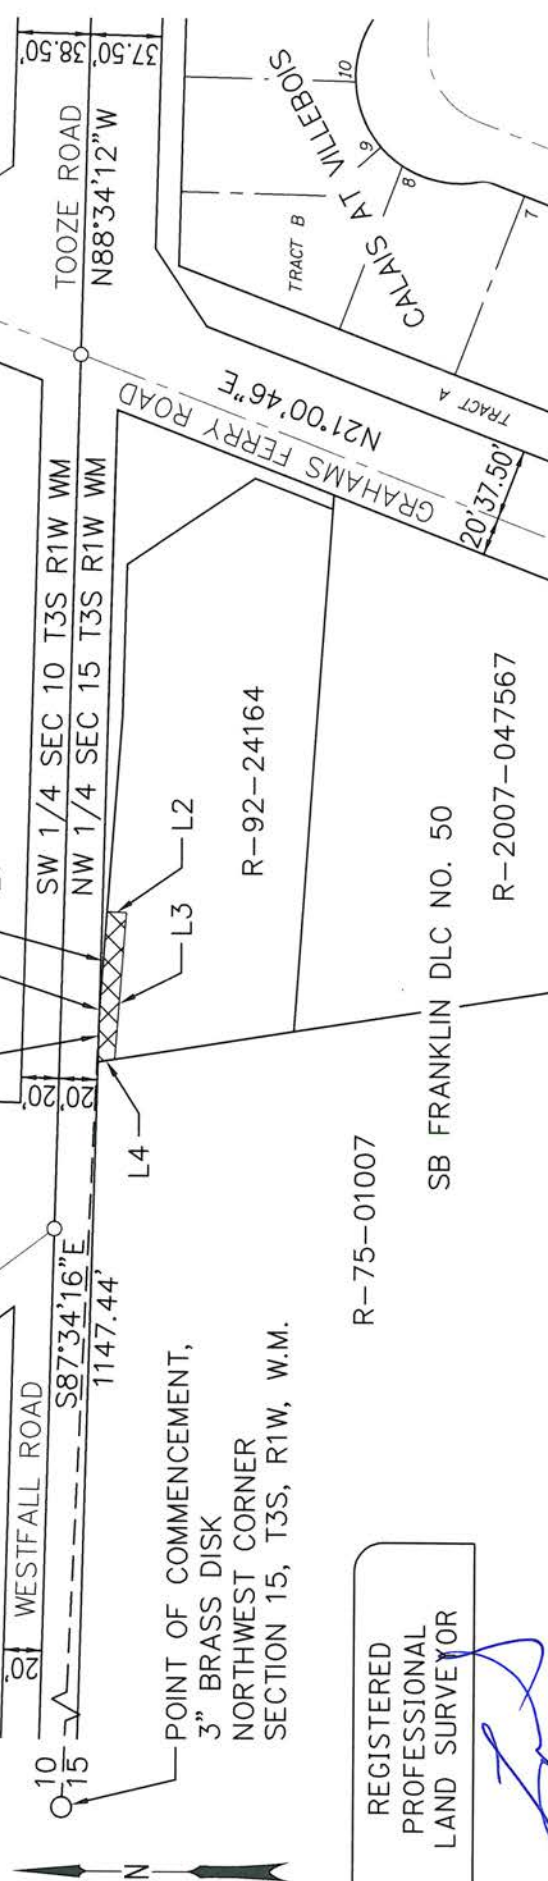 38.50'
37.50'
TOOZE ROAD
N88°34'12"W
10
9
8
7
CALAIS AT VILLEBOIS
TRACT B
TRACT A
N21°00'46"E
GRAHAMS FERRY ROAD
20'
37.50'
SW 1/4 SEC 10 T3S R1W WM
NW 1/4 SEC 15 T3S R1W WM
R-92-24164
L2
L3
L4
R-2007-047567
SB FRANKLIN DLC NO. 50
R-75-01007
20'
20'
S87°34'16"E
1147.44'
WESTFALL ROAD
20'
10
15
POINT OF COMMENCEMENT,
3" BRASS DISK
NORTHWEST CORNER
SECTION 15, T3S, R1W, W.M.
N
REGISTERED
PROFESSIONAL
LAND SURVEYOR